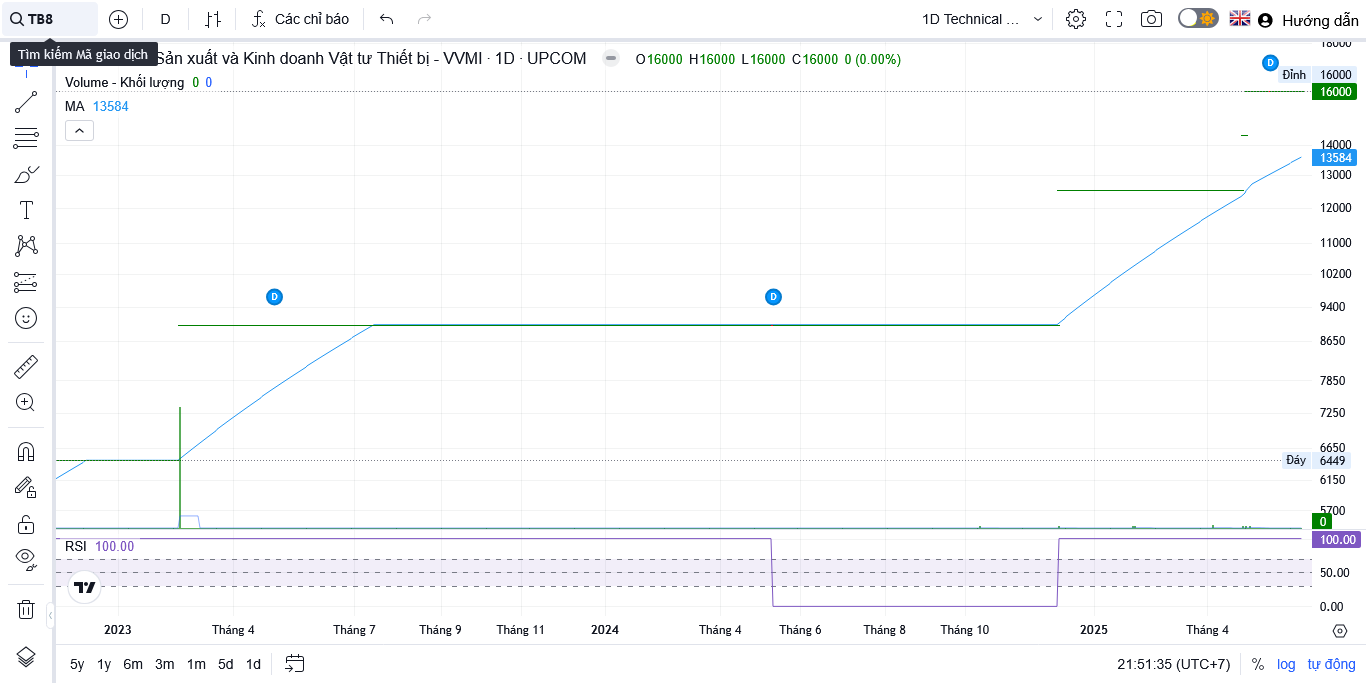 TB8 D Các chỉ báo 1D Technical ... Hướng dẫn
Tìm kiếm Mã giao dịch
Sản xuất và Kinh doanh Vật tư Thiết bị - VVMI · 1D · UPCOM O16000 H16000 L16000 C16000 0 (0.00%)
Volume - Khối lượng 0 0
MA 13584
18000
D
Đỉnh 16000
16000
14000
13584
13000
12000
11000
10200
D D
9400
8650
7850
7250
6650
Đáy 6449
6150
5700
0
RSI 100.00
100.00
50.00
0.00
2023 Tháng 4 Tháng 7 Tháng 9 Tháng 11 2024 Tháng 4 Tháng 6 Tháng 8 Tháng 10 2025 Tháng 4
5y 1y 6m 3m 1m 5d 1d 21:51:35 (UTC+7) % log tự động